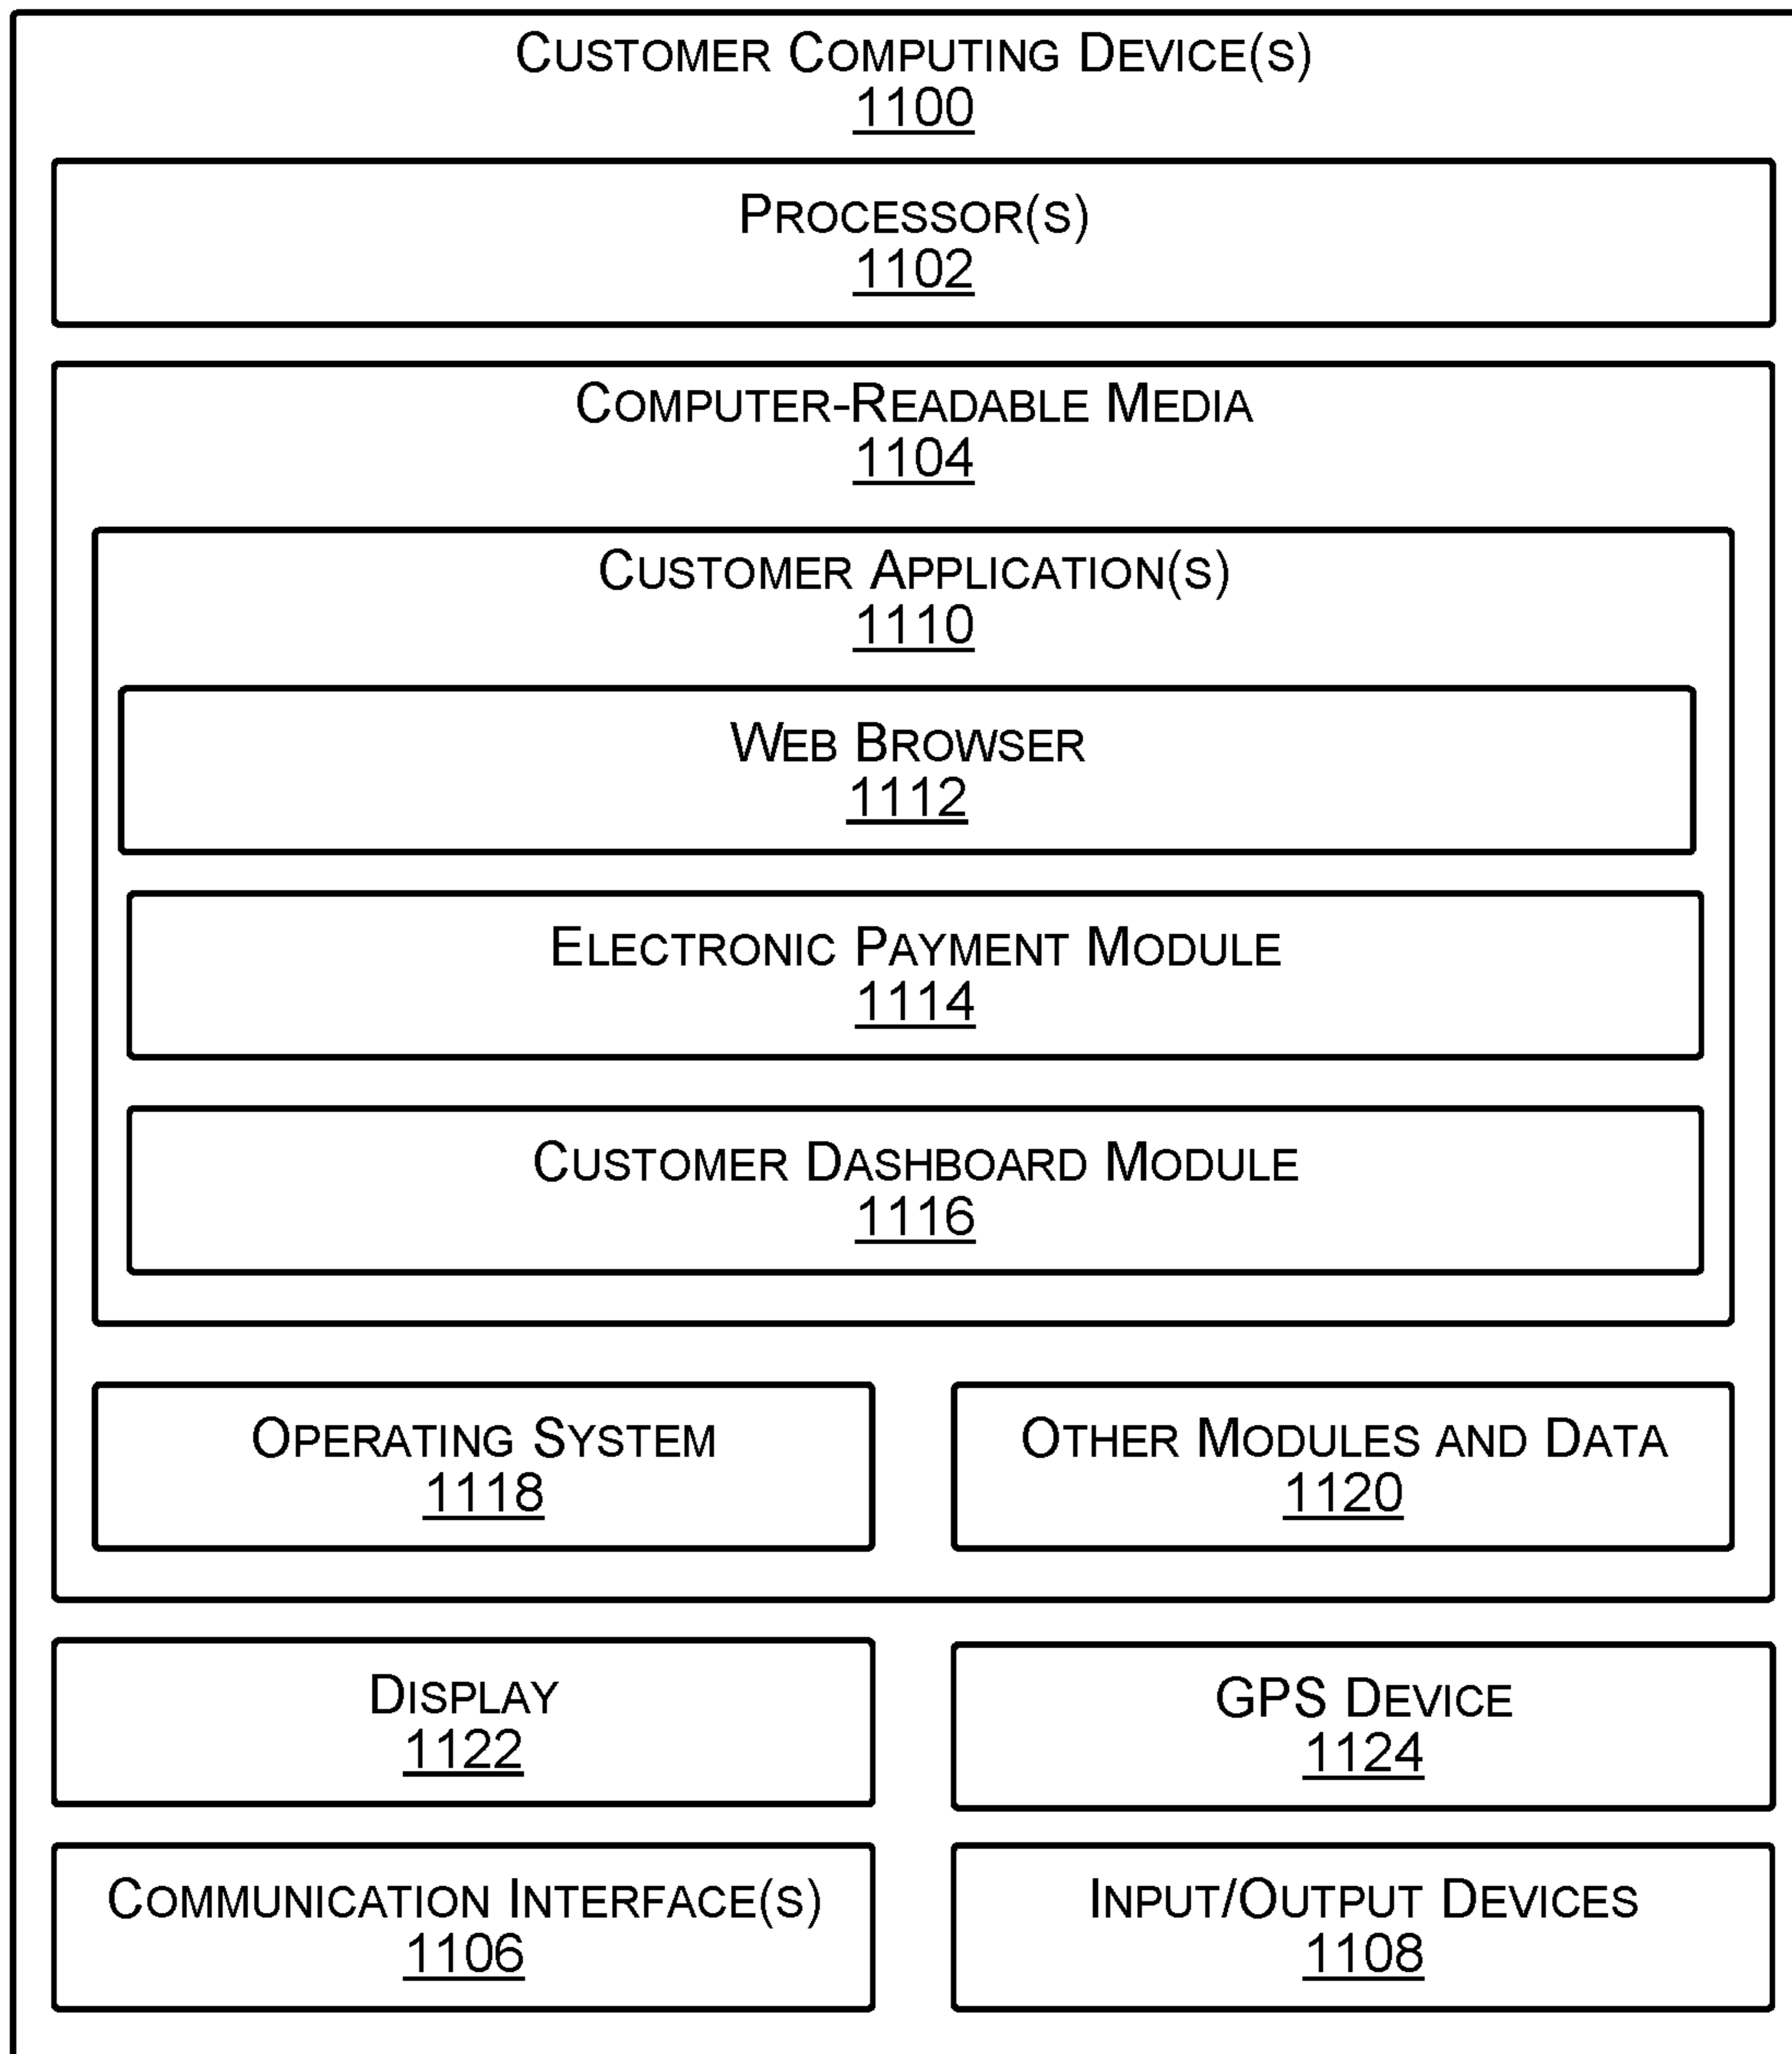 CUSTOMER COMPUTING DEVICE(S)
1100
PROCESSOR(S)
1102
COMPUTER-READABLE MEDIA
1104
CUSTOMER APPLICATION(S)
1110
WEB BROWSER
1112
ELECTRONIC PAYMENT MODULE
1114
CUSTOMER DASHBOARD MODULE
1116
OPERATING SYSTEM
1118
OTHER MODULES AND DATA
1120
DISPLAY
1122
GPS DEVICE
1124
COMMUNICATION INTERFACE(S)
1106
INPUT/OUTPUT DEVICES
1108